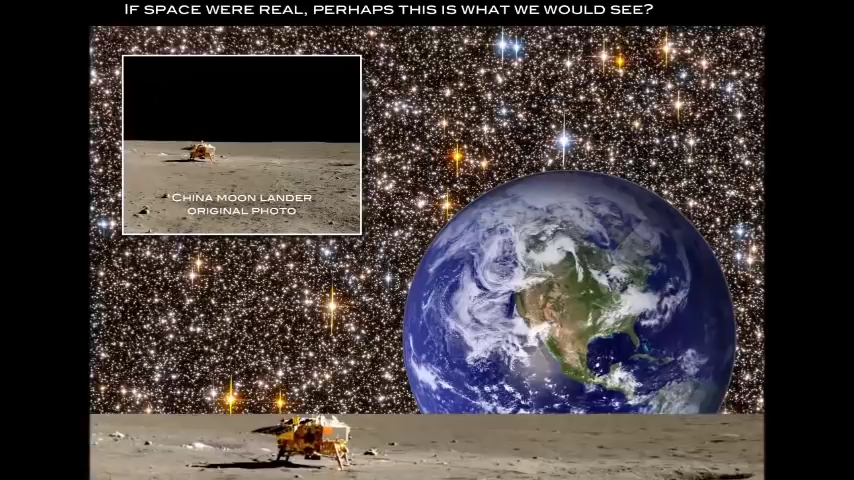 If space were real, perhaps this is what we would see?
China moon lander
original photo